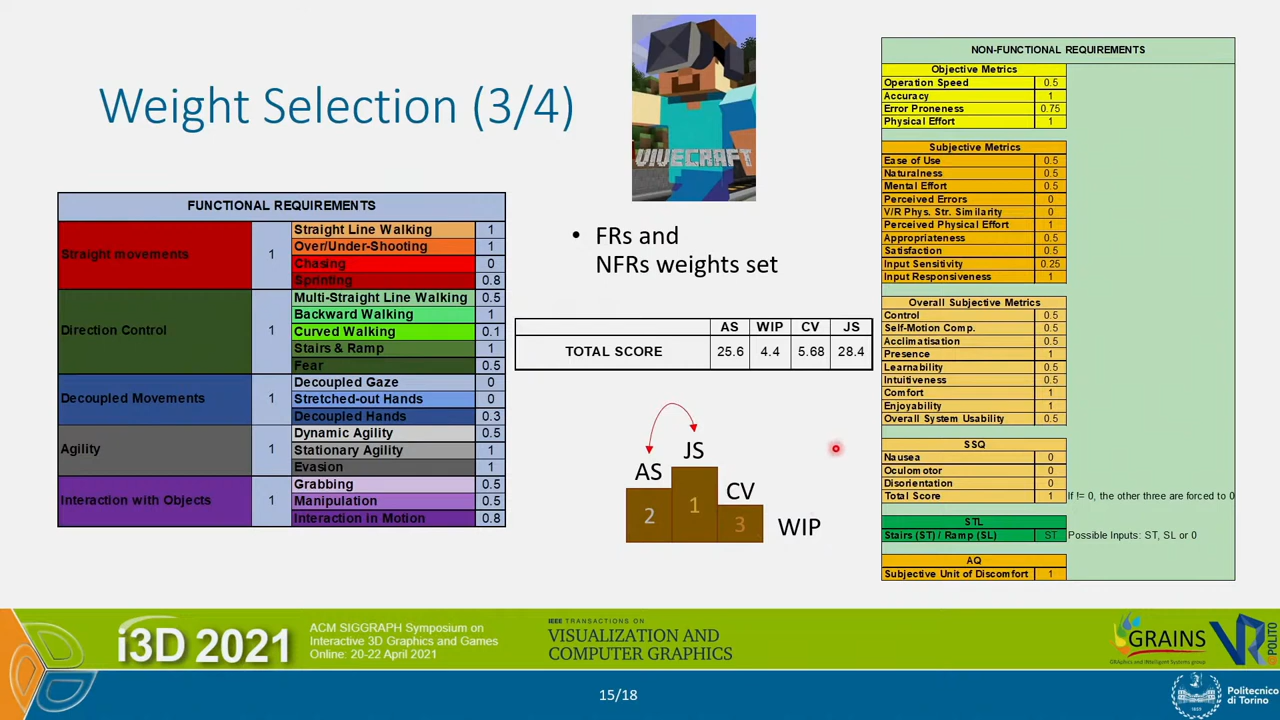 Weight Selection (3/4)
VIVECRAFT
FUNCTIONAL REQUIREMENTS
Straight movements 1
Straight Line Walking 1
Over/Under-Shooting 1
Chasing 0
Sprinting 0.8
Direction Control 1
Multi-Straight Line Walking 0.5
Backward Walking 1
Curved Walking 0.1
Stairs & Ramp 1
Fear 0.5
Decoupled Movements 1
Decoupled Gaze 0
Stretched-out Hands 0
Decoupled Hands 0.3
Agility 1
Dynamic Agility 0.5
Stationary Agility 1
Evasion 1
Interaction with Objects 1
Grabbing 0.5
Manipulation 0.5
Interaction in Motion 0.8
• FRs and
NFRs weights set
AS WIP CV JS
TOTAL SCORE 25.6 4.4 5.68 28.4
JS
AS
CV
WIP
1
2
3
NON-FUNCTIONAL REQUIREMENTS
Objective Metrics
Operation Speed 0.5
Accuracy 1
Error Proneness 0.75
Physical Effort 1
Subjective Metrics
Ease of Use 0.5
Naturalness 0.5
Mental Effort 0.5
Perceived Errors 0
V/R Phys. Str. Similarity 0
Perceived Physical Effort 1
Appropriateness 0.5
Satisfaction 0.5
Input Sensitivity 0.25
Input Responsiveness 1
Overall Subjective Metrics
Control 0.5
Self-Motion Comp. 0.5
Acclimatisation 0.5
Presence 1
Learnability 0.5
Intuitiveness 0.5
Comfort 1
Enjoyability 1
Overall System Usability 0.5
SSQ
Nausea 0
Oculomotor 0
Disorientation 0
Total Score 1 If != 0, the other three are forced to 0
STL
Stairs (ST) / Ramp (SL) ST Possible Inputs: ST, SL or 0
AQ
Subjective Unit of Discomfort 1
i3D 2021
ACM SIGGRAPH Symposium on
Interactive 3D Graphics and Games
Online: 20-22 April 2021
IEEE TRANSACTIONS ON
VISUALIZATION AND
COMPUTER GRAPHICS
GRAINS
GRAphics and INtelligent Systems group
VR
@POLITO
15/18
Politecnico
di Torino